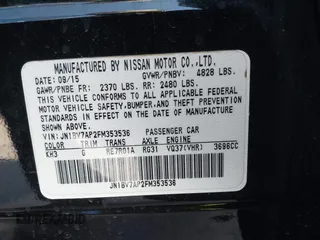 MANUFACTURED BY NISSAN MOTOR CO.,LTD.
DATE: 09/15 GVWR/PNBV: 4828 LBS.
GAWR/PNBE FR: 2370 LBS. RR: 2480 LBS.
THIS VEHICLE CONFORMS TO ALL APPLICABLE FEDERAL
MOTOR VEHICLE SAFETY,BUMPER,AND THEFT PREVENTION
STANDARDS IN EFFECT ON THE DATE OF MANUFACTURE
SHOWN ABOVE.
VIN: JN1BV7AP2FM353536 PASSENGER CAR
COLOR TRIM TRANS AXLE ENGINE
KH3 G RE7R01A RG31 VQ37(VHR) 3696CC
JN1BV7AP2FM353536